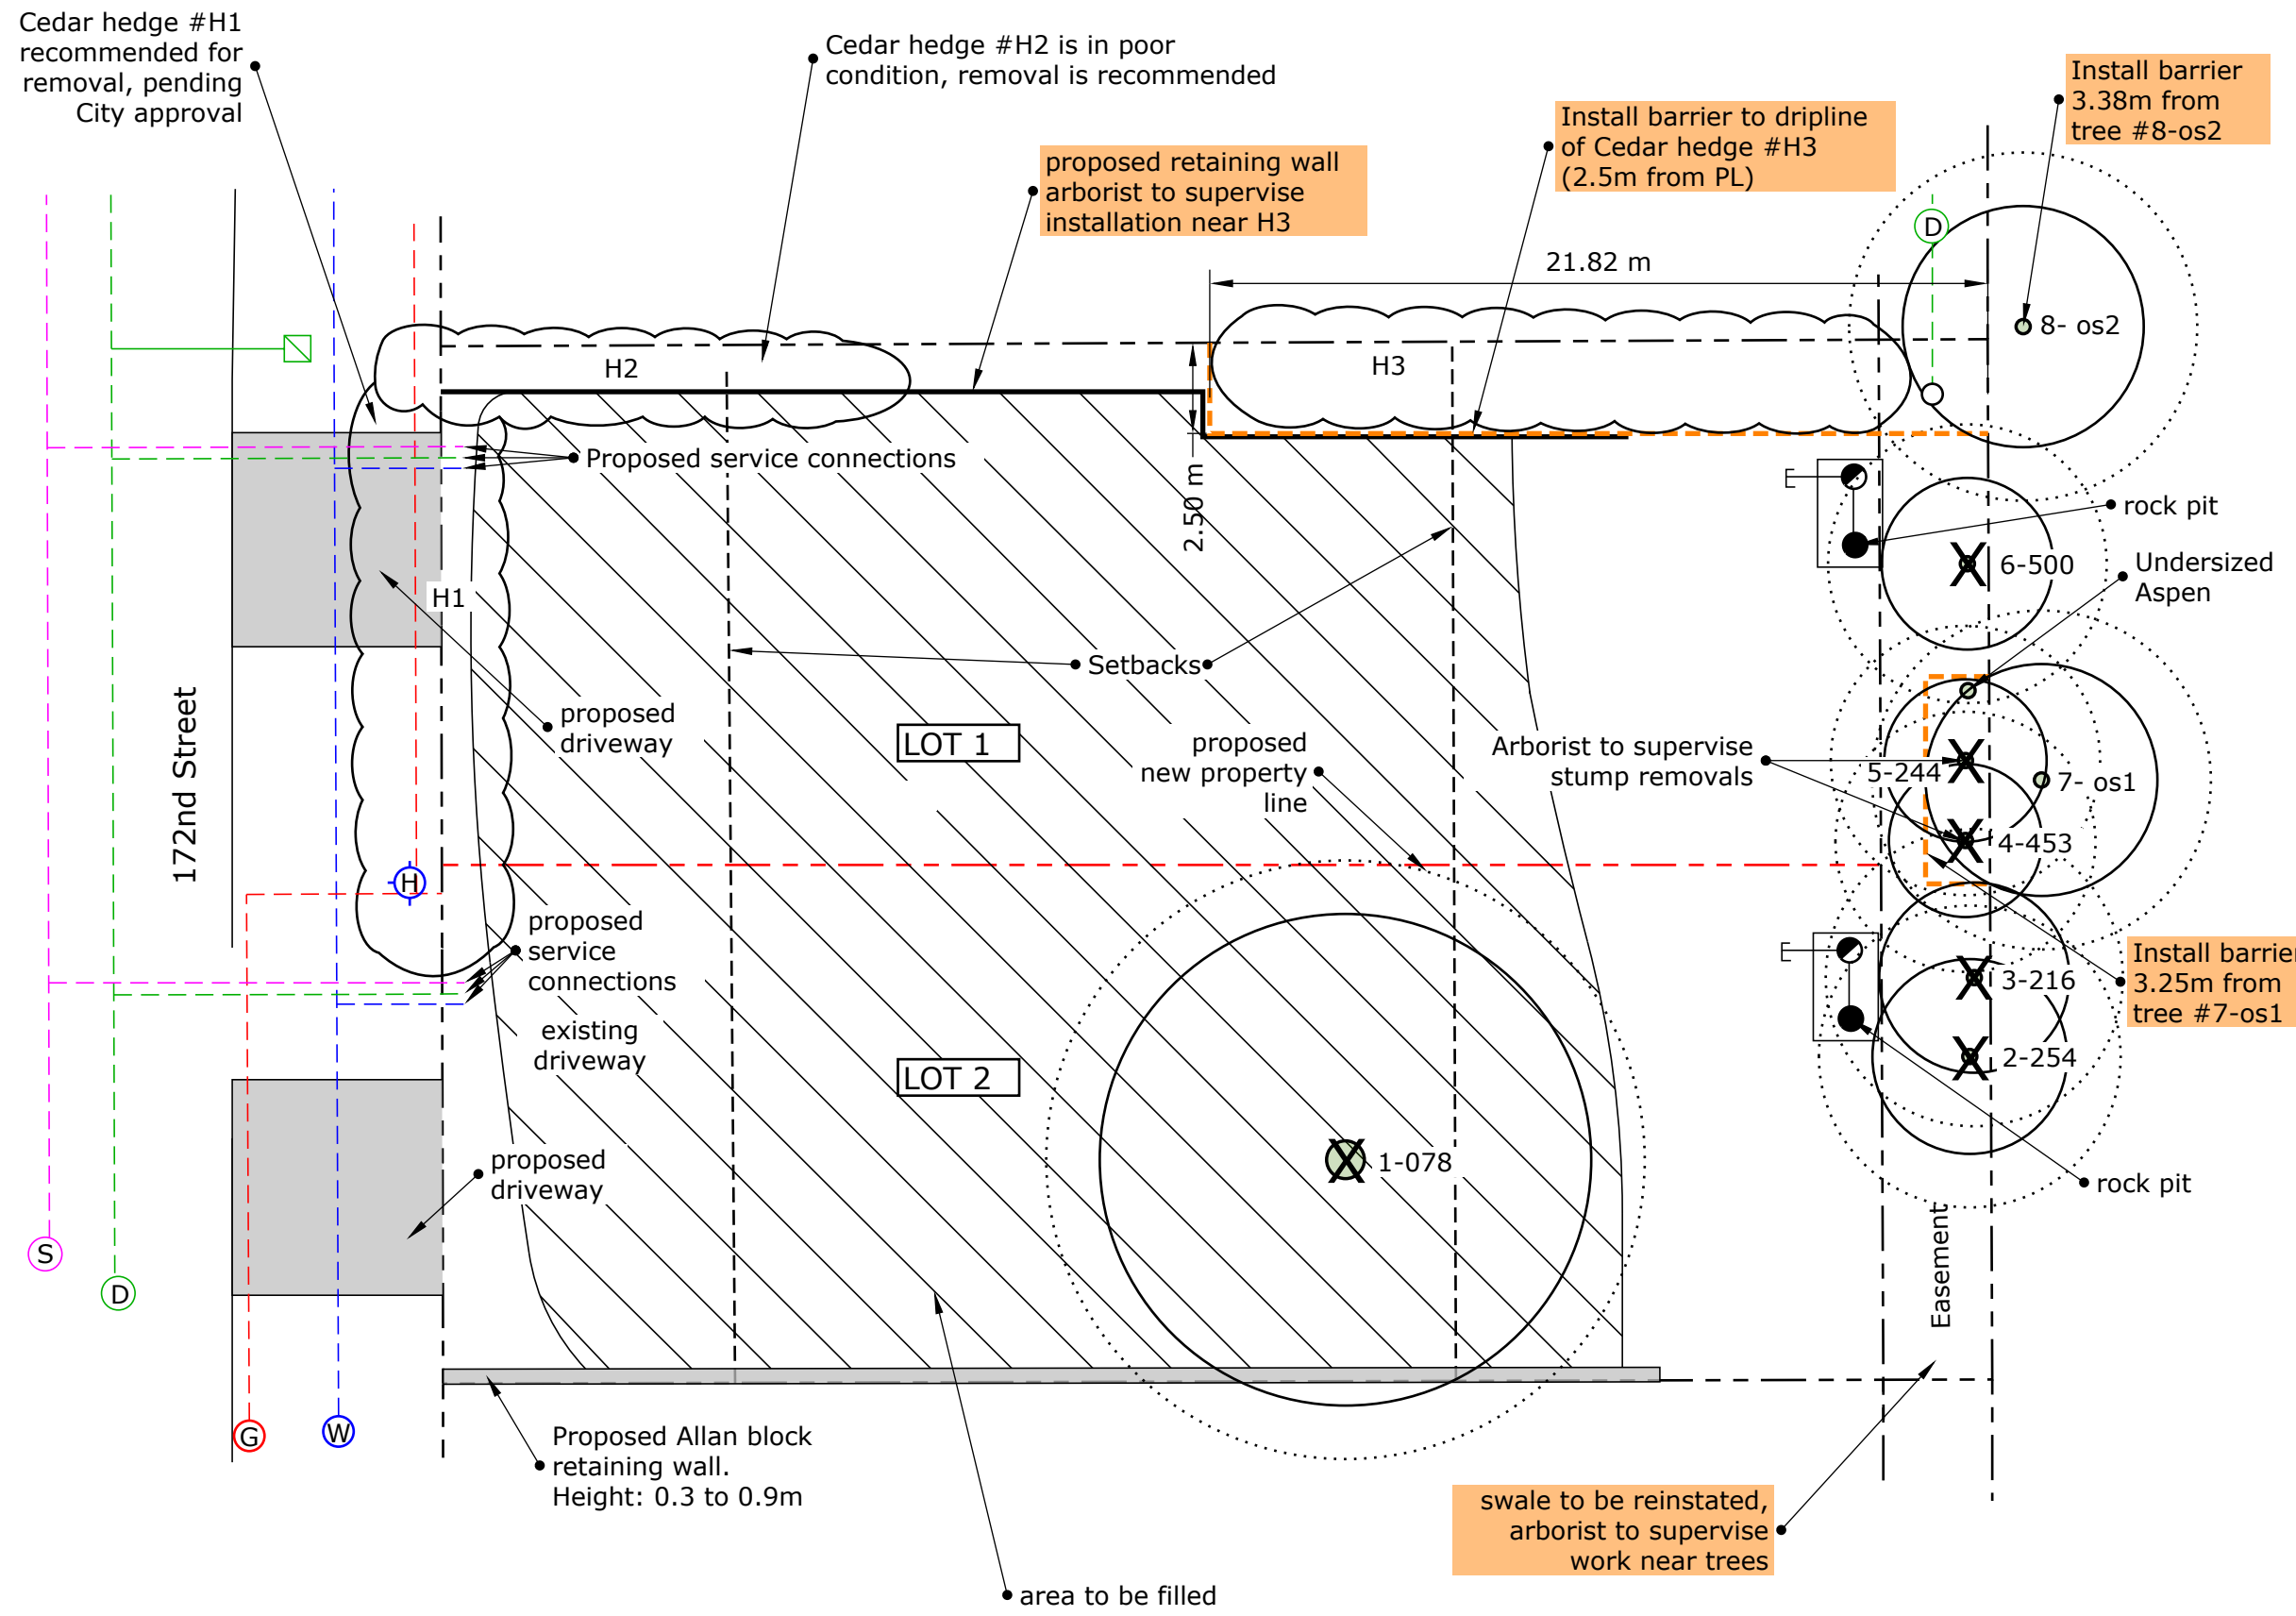 Cedar hedge #H1
recommended for
removal, pending
City approval
Cedar hedge #H2 is in poor
condition, removal is recommended
Install barrier
3.38m from
tree #8-os2
Install barrier to dripline
of Cedar hedge #H3
(2.5m from PL)
proposed retaining wall
arborist to supervise
installation near H3
D
21.82 m
8- os2
H2
H3
Proposed service connections
2.50 m
rock pit
6-500
Undersized
Aspen
H1
Setbacks
172nd Street
proposed
driveway
LOT 1
proposed
new property
line
Arborist to supervise
stump removals
5-244
7- os1
4-453
H
proposed
service
connections
Install barrier
3.25m from
tree #7-os1
3-216
existing
driveway
2-254
LOT 2
proposed
driveway
1-078
rock pit
Easement
S
D
G
W
Proposed Allan block
retaining wall.
Height: 0.3 to 0.9m
swale to be reinstated,
arborist to supervise
work near trees
area to be filled